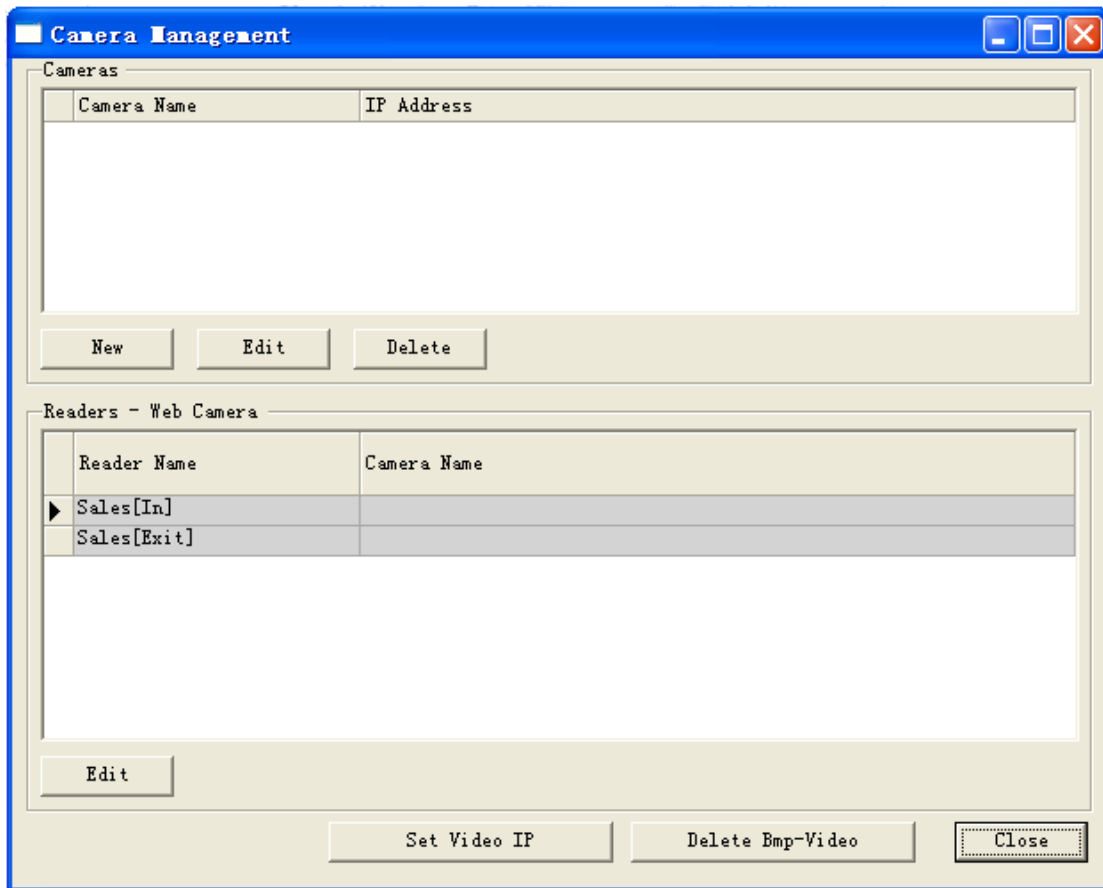 Camera Management
Cameras
Camera Name IP Address
New Edit Delete
Readers - Web Camera
Reader Name Camera Name
Sales[In]
Sales[Exit]
Edit
Set Video IP Delete Bmp-Video Close